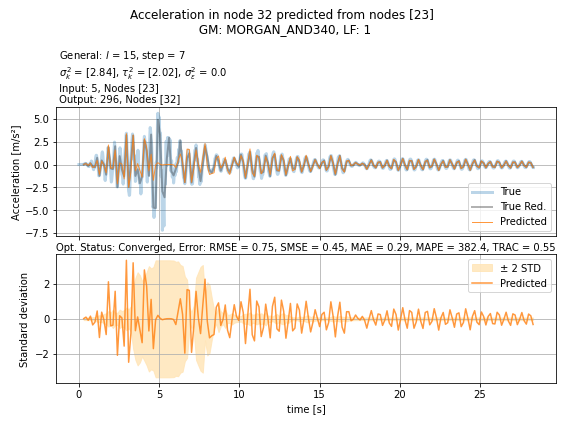 Acceleration in node 32 predicted from nodes [23]
GM: MORGAN_AND340, LF: 1
General: l = 15, step = 7
σ²ₖ = [2.84], τ²ₖ = [2.02], σ²ε = 0.0
Input: 5, Nodes [23]
Output: 296, Nodes [32]
Acceleration [m/s²]
5.0
2.5
0.0
−2.5
−5.0
−7.5
True
True Red.
Predicted
Opt. Status: Converged, Error: RMSE = 0.75, SMSE = 0.45, MAE = 0.29, MAPE = 382.4, TRAC = 0.55
Standard deviation
2
0
−2
± 2 STD
Predicted
0 5 10 15 20 25
time [s]